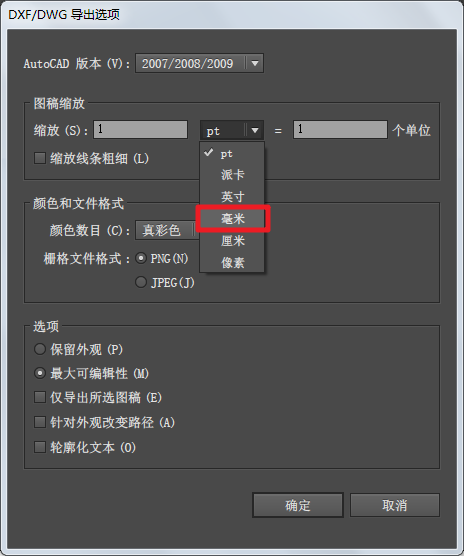 DXF/DWG 导出选项
AutoCAD 版本(V): 2007/2008/2009
图稿缩放
缩放(S): 1 pt = 1 个单位
缩放线条粗细(L)
pt
派卡
英寸
毫米
厘米
像素
颜色和文件格式
颜色数目(C): 真彩色
栅格文件格式: PNG(N)
JPEG(J)
选项
保留外观(P)
最大可编辑性(M)
仅导出所选图稿(E)
针对外观改变路径(A)
轮廓化文本(O)
确定 取消